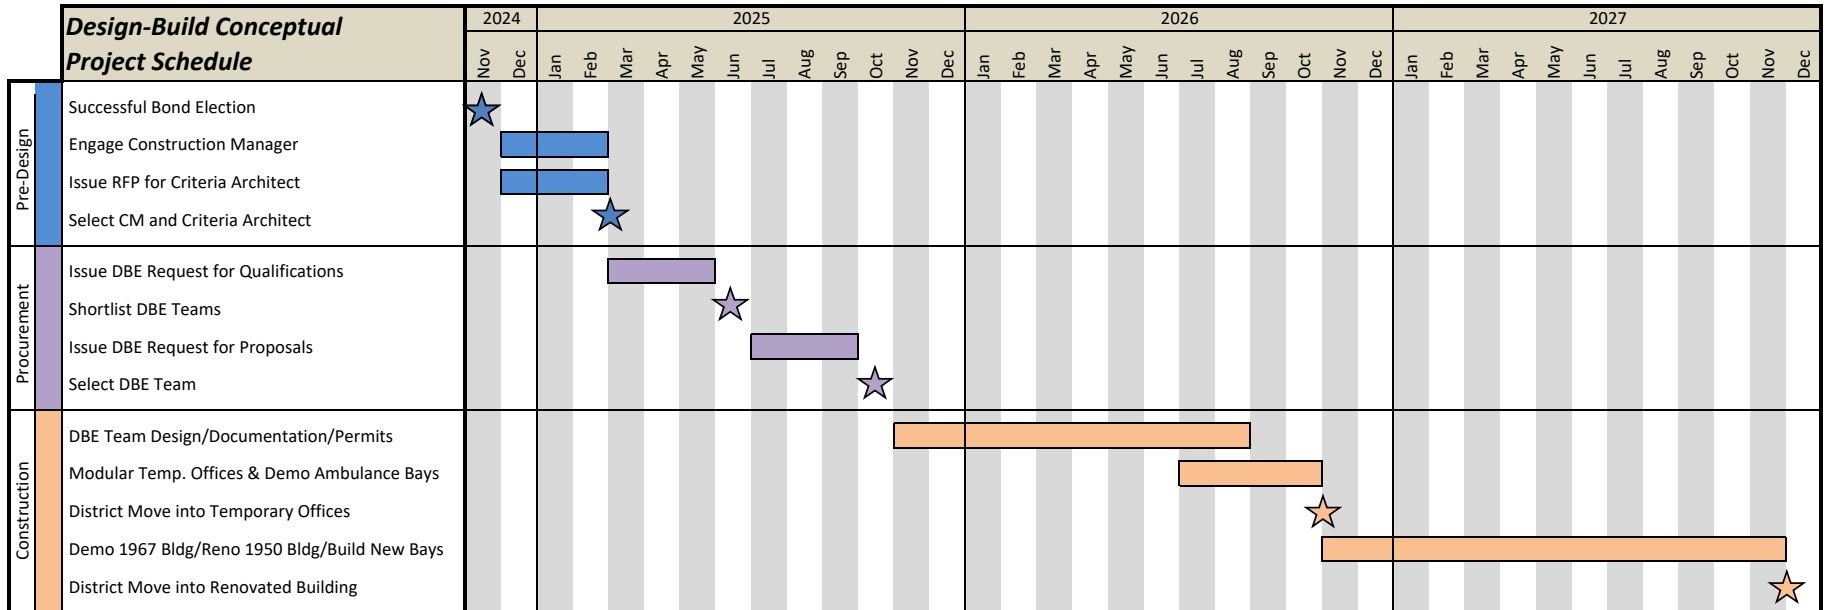 Design-Build Conceptual
Project Schedule
2024 2025 2026 2027
Nov Dec Jan Feb Mar Apr May Jun Jul Aug Sep Oct Nov Dec Jan Feb Mar Apr May Jun Jul Aug Sep Oct Nov Dec Jan Feb Mar Apr May Jun Jul Aug Sep Oct Nov Dec
Pre-Design
Successful Bond Election
Engage Construction Manager
Issue RFP for Criteria Architect
Select CM and Criteria Architect
Procurement
Issue DBE Request for Qualifications
Shortlist DBE Teams
Issue DBE Request for Proposals
Select DBE Team
Construction
DBE Team Design/Documentation/Permits
Modular Temp. Offices & Demo Ambulance Bays
District Move into Temporary Offices
Demo 1967 Bldg/Reno 1950 Bldg/Build New Bays
District Move into Renovated Building